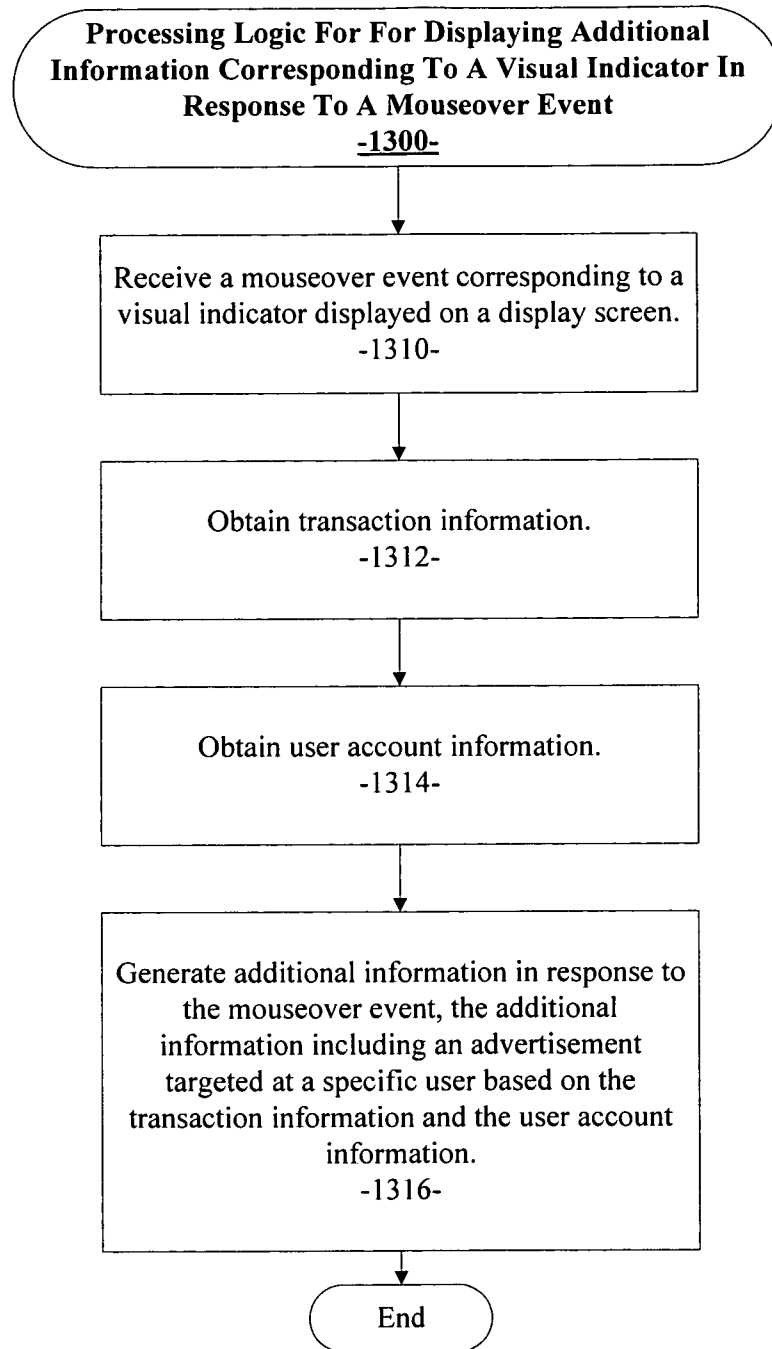 Processing Logic For For Displaying Additional
Information Corresponding To A Visual Indicator In
Response To A Mouseover Event
-1300-
Receive a mouseover event corresponding to a
visual indicator displayed on a display screen.
-1310-
Obtain transaction information.
-1312-
Obtain user account information.
-1314-
Generate additional information in response to
the mouseover event, the additional
information including an advertisement
targeted at a specific user based on the
transaction information and the user account
information.
-1316-
End